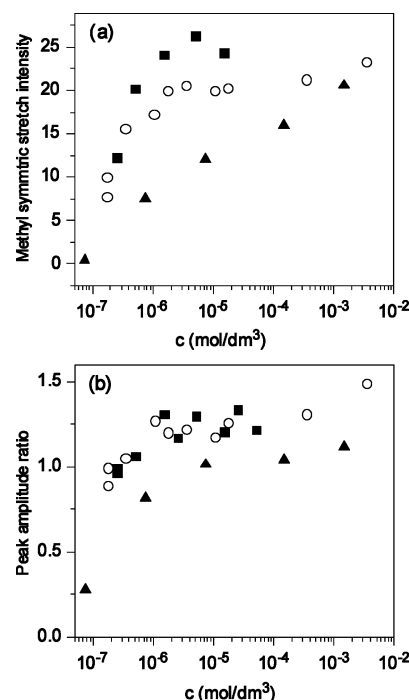 (a)
Methyl symmtric stretch intensity
25
20
15
10
5
0
10⁻⁷ 10⁻⁶ 10⁻⁵ 10⁻⁴ 10⁻³ 10⁻²
c (mol/dm³)
(b)
Peak amplitude ratio
1.5
1.0
0.5
0.0
10⁻⁷ 10⁻⁶ 10⁻⁵ 10⁻⁴ 10⁻³ 10⁻²
c (mol/dm³)